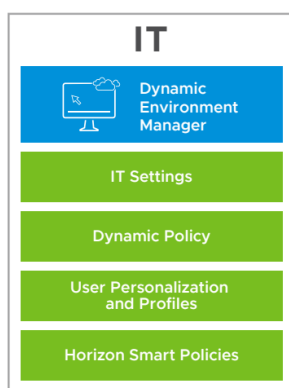 IT
Dynamic
Environment
Manager
IT Settings
Dynamic Policy
User Personalization
and Profiles
Horizon Smart Policies